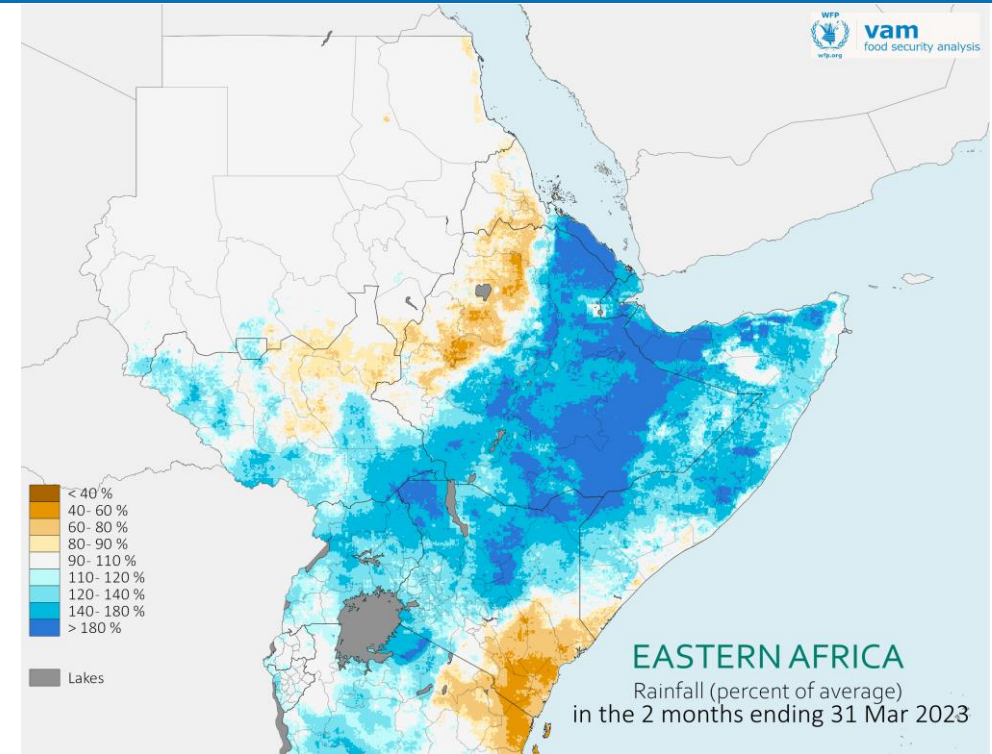 WFP
wfp.org
vam
food security analysis
< 40 %
40- 60 %
60- 80 %
80- 90 %
90- 110 %
110- 120 %
120- 140 %
140- 180 %
> 180 %
Lakes
EASTERN AFRICA
Rainfall (percent of average)
in the 2 months ending 31 Mar 2023